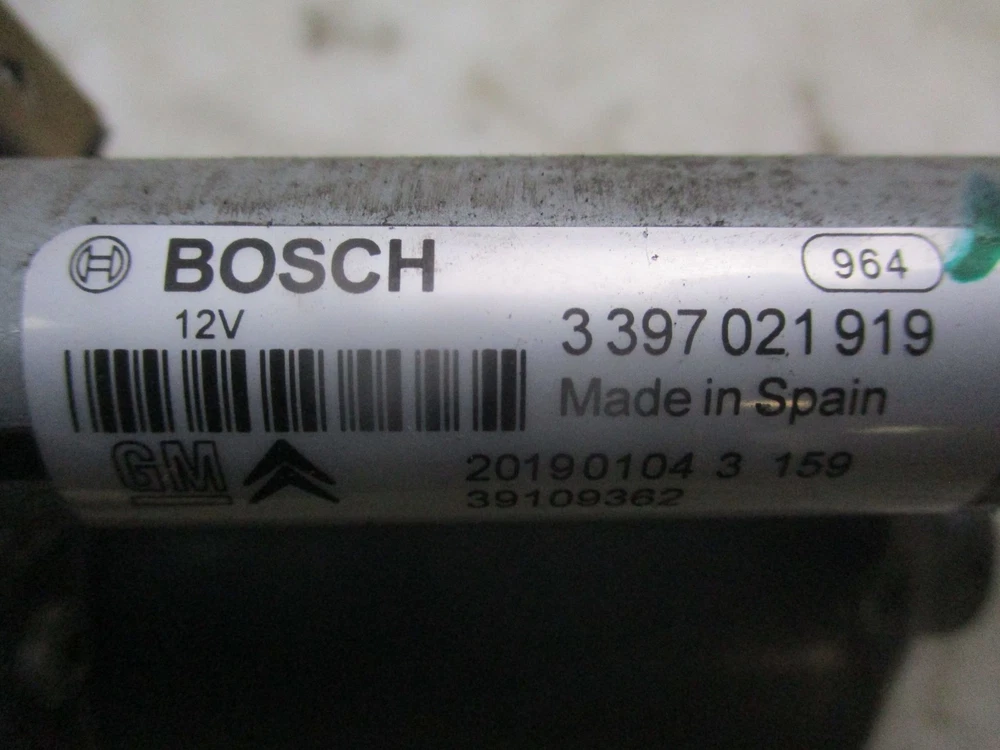 BOSCH
964
12V
3 397 021 919
Made in Spain
GM
20190104 3 159
39109362